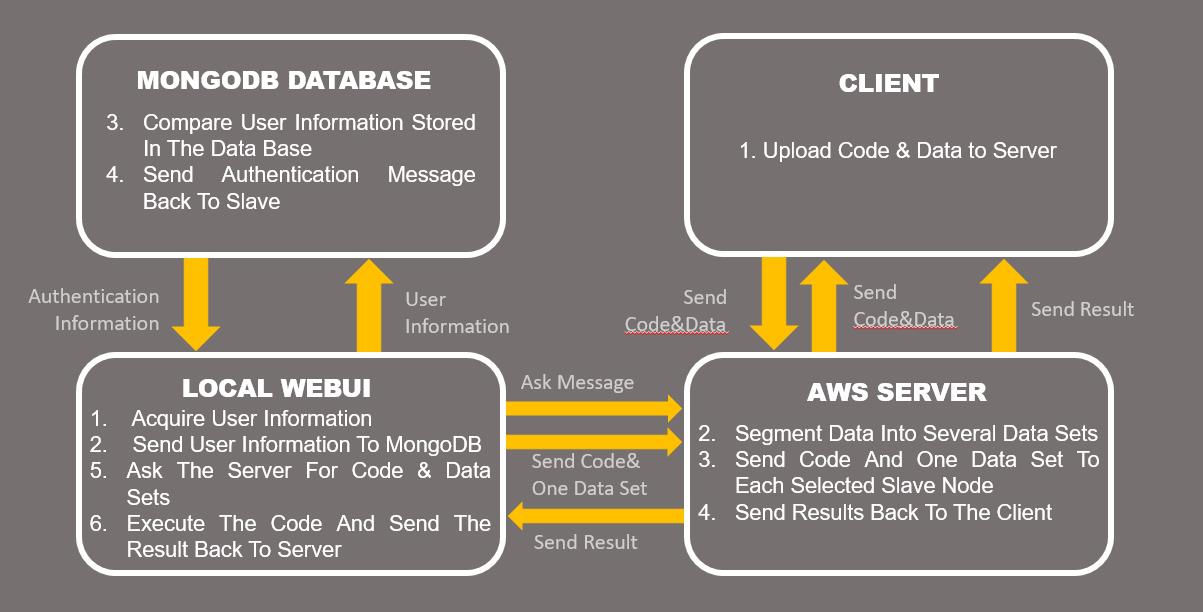 MONGODB DATABASE
3. Compare User Information Stored
In The Data Base
4. Send Authentication Message
Back To Slave
CLIENT
1. Upload Code & Data to Server
Authentication
Information
User
Information
Send
Code&Data
Send
Code&Data
Send Result
LOCAL WEBUI
1. Acquire User Information
2. Send User Information To MongoDB
5. Ask The Server For Code & Data
Sets
6. Execute The Code And Send The
Result Back To Server
Ask Message
Send Code&
One Data Set
Send Result
AWS SERVER
2. Segment Data Into Several Data Sets
3. Send Code And One Data Set To
Each Selected Slave Node
4. Send Results Back To The Client